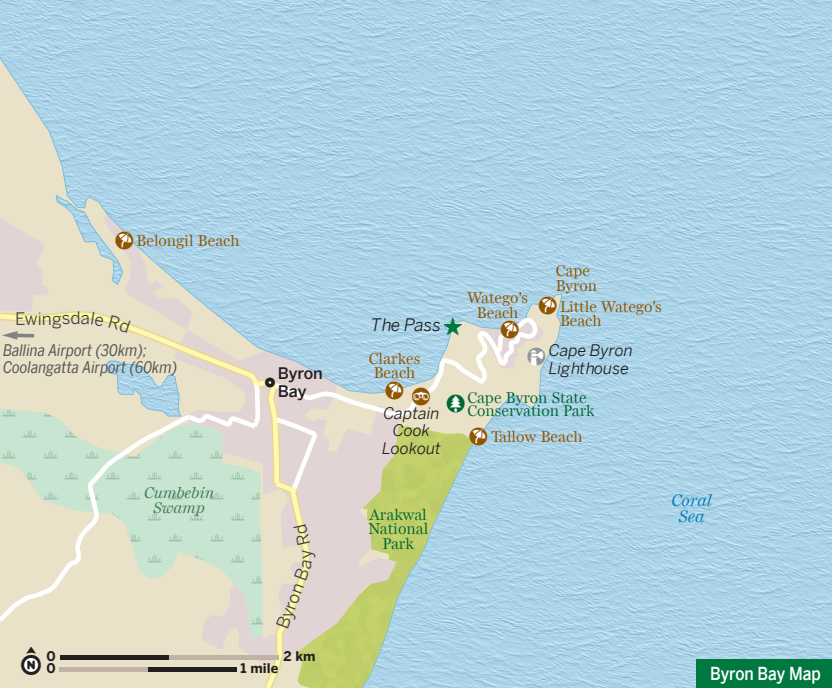 Belongil Beach
Cape
Byron
Watego's
Beach
Little Watego's
Beach
Ewingsdale Rd
The Pass
Ballina Airport (30km);
Coolangatta Airport (60km)
Cape Byron
Lighthouse
Clarkes
Beach
Byron
Bay
Cape Byron State
Conservation Park
Captain
Cook
Lookout
Tallow Beach
Cumbebin
Swamp
Coral
Sea
Arakwal
National
Park
Byron Bay Rd
N
0
2 km
0
1 mile
Byron Bay Map